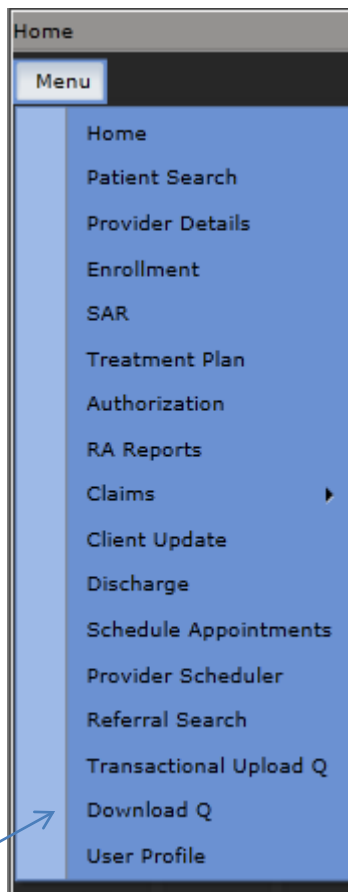 Home
Menu
Home
Patient Search
Provider Details
Enrollment
SAR
Treatment Plan
Authorization
RA Reports
Claims
Client Update
Discharge
Schedule Appointments
Provider Scheduler
Referral Search
Transactional Upload Q
Download Q
User Profile